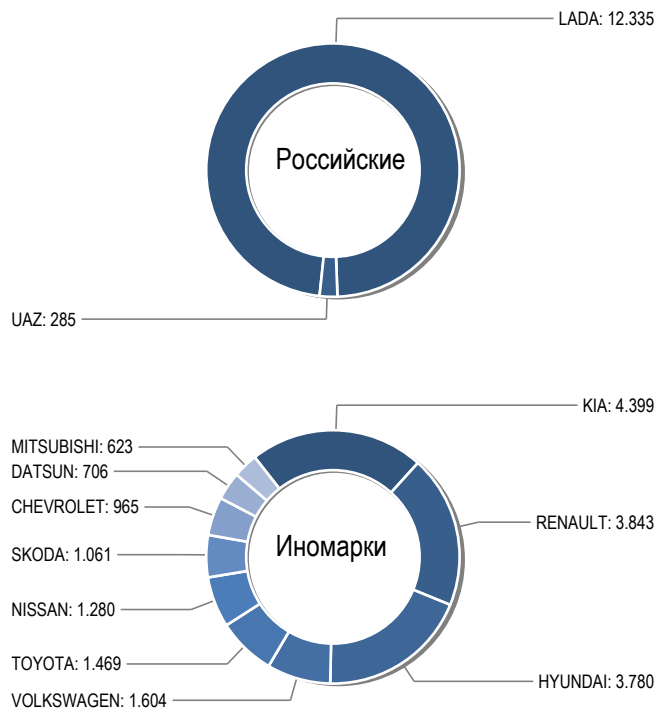 LADA: 12.335
Российские
UAZ: 285
KIA: 4.399
MITSUBISHI: 623
DATSUN: 706
CHEVROLET: 965
RENAULT: 3.843
Иномарки
SKODA: 1.061
NISSAN: 1.280
TOYOTA: 1.469
HYUNDAI: 3.780
VOLKSWAGEN: 1.604